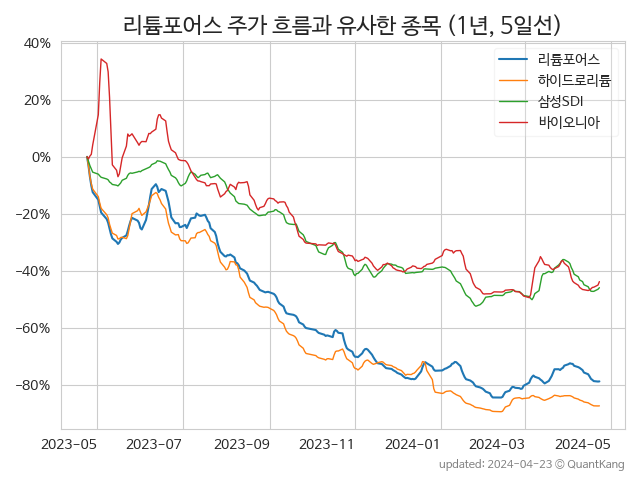 리튬포어스 주가 흐름과 유사한 종목 (1년, 5일선)
리튬포어스
하이드로리튬
삼성SDI
바이오니아
40%
20%
0%
−20%
−40%
−60%
−80%
2023−05 2023−07 2023−09 2023−11 2024−01 2024−03 2024−05
updated: 2024-04-23 © QuantKang